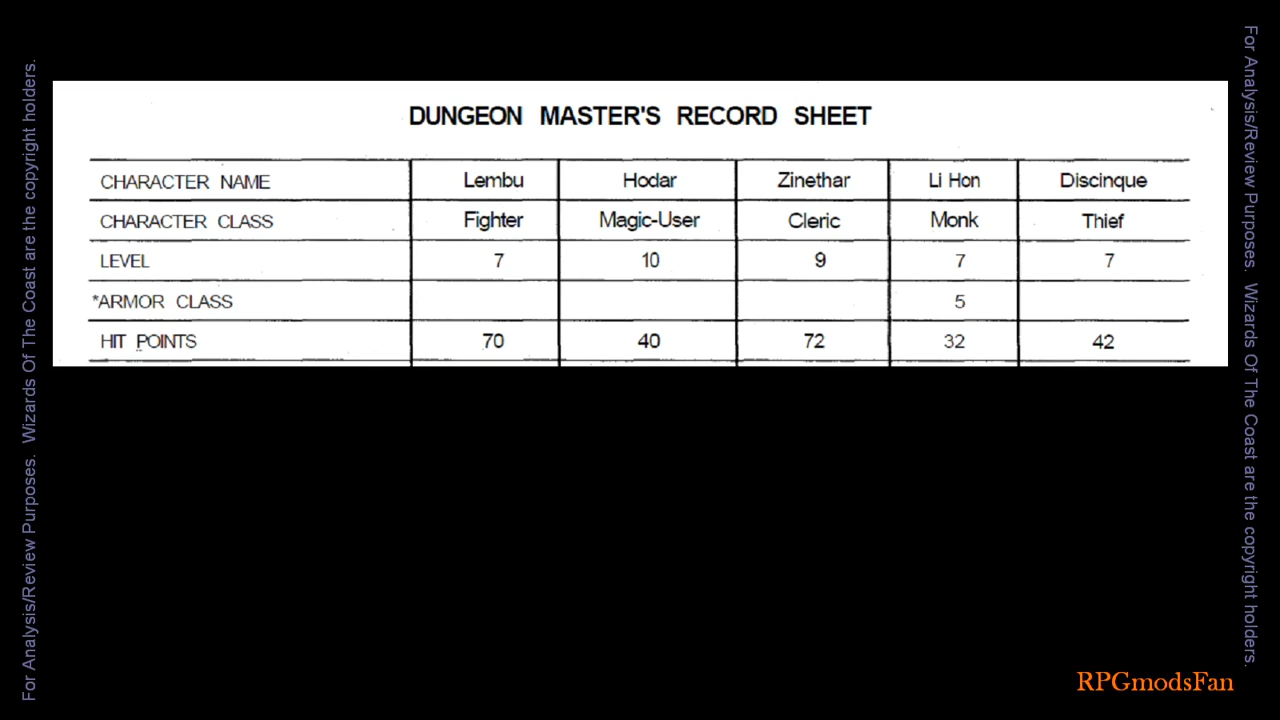 DUNGEON MASTER'S RECORD SHEET
CHARACTER NAME Lembu Hodar Zinethar Li Hon Discinque
CHARACTER CLASS Fighter Magic-User Cleric Monk Thief
LEVEL 7 10 9 7 7
*ARMOR CLASS 5
HIT POINTS 70 40 72 32 42
For Analysis/Review Purposes. Wizards Of The Coast are the copyright holders.
For Analysis/Review Purposes. Wizards Of The Coast are the copyright holders.
RPGmodsFan